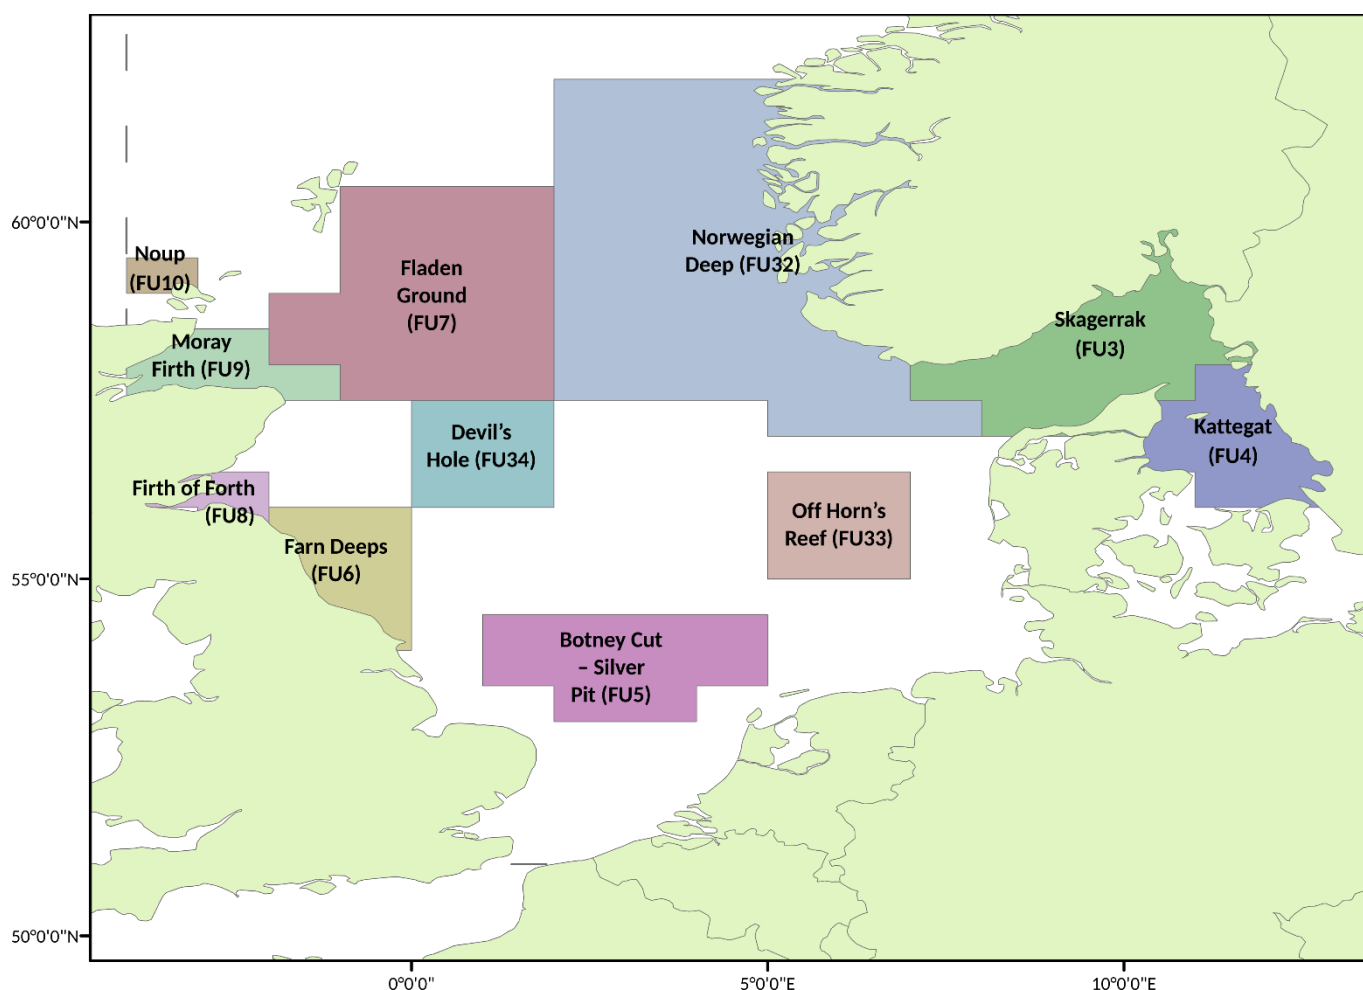 60°0'0"N
Noup
(FU10)
Norwegian
Deep (FU32)
Fladen
Ground
(FU7)
Skagerrak
(FU3)
Moray
Firth (FU9)
Kattegat
(FU4)
Devil's
Hole (FU34)
Firth of Forth
(FU8)
Off Horn's
Reef (FU33)
Farn Deeps
(FU6)
55°0'0"N
Botney Cut
– Silver
Pit (FU5)
50°0'0"N
0°0'0"
5°0'0"E
10°0'0"E